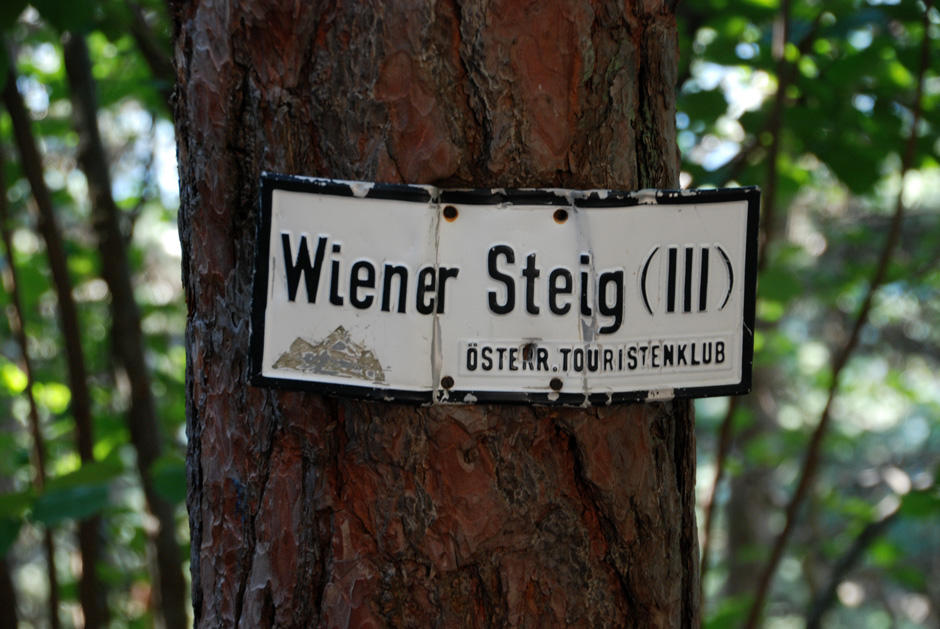 Wiener Steig (III)
ÖSTERR.TOURISTENKLUB